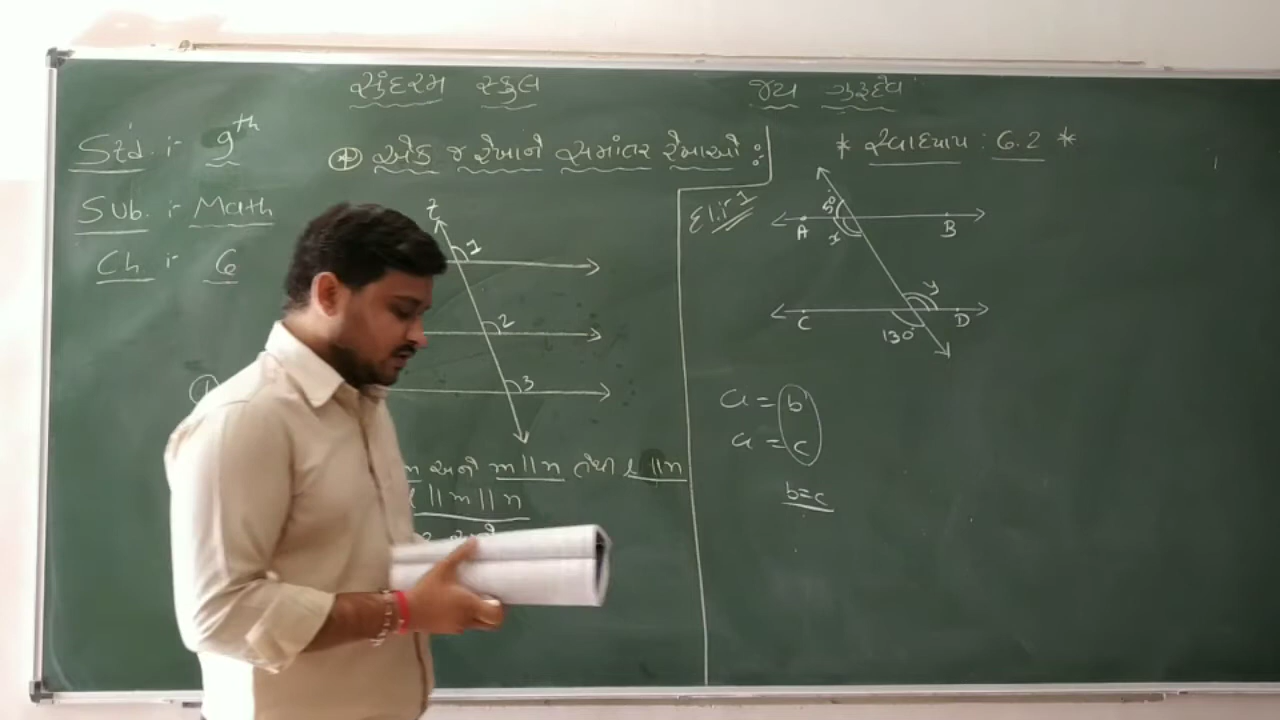 સુંદરમ સ્કુલ
જય ગુરૂદેવ
Std. :- 9th
Sub. :- Math
Ch :- 6
* એક જ રેખાને સમાંતર રેખાઓ :
t
1
2
3
m અને m || n તેથી l || n
l || m || n
* સ્વાધ્યાય : 6.2 *
દા.1
50
x
A
B
y
C
D
130°
a = b
a = c
b = c